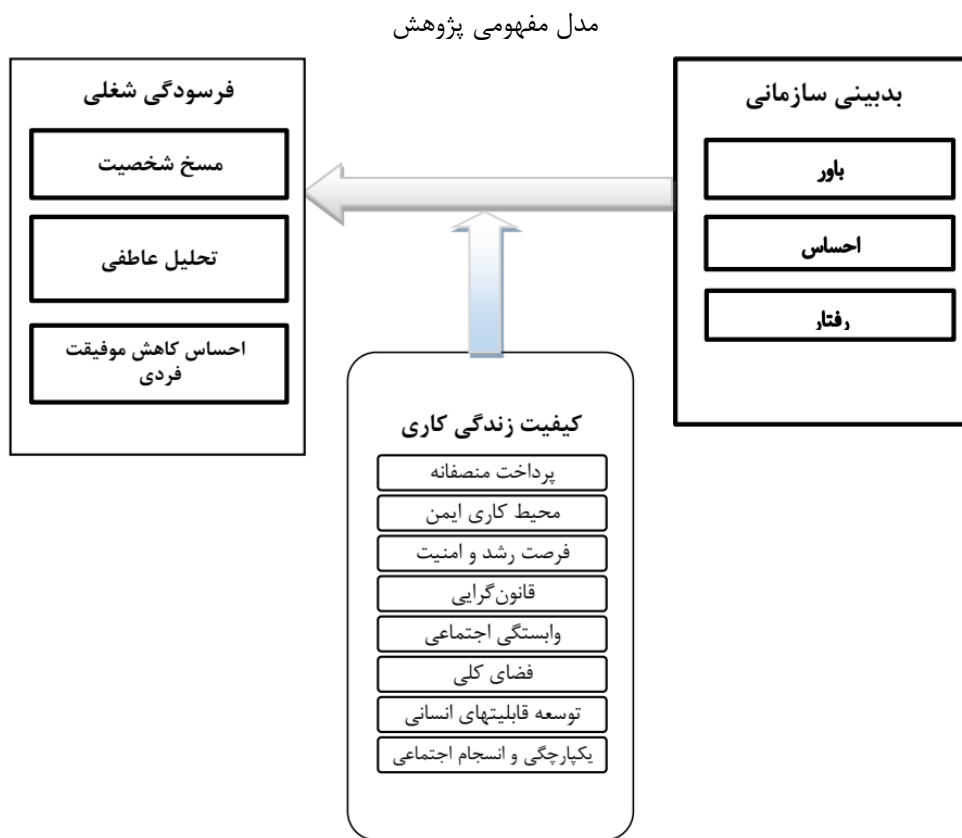 مدل مفهومی پژوهش
بدبینی سازمانی
باور
احساس
رفتار
فرسودگی شغلی
مسخ شخصیت
تحلیل عاطفی
احساس کاهش موفیقت
فردی
کیفیت زندگی کاری
پرداخت منصفانه
محیط کاری ایمن
فرصت رشد و امنیت
قانون‌گرایی
وابستگی اجتماعی
فضای کلی
توسعه قابلیتهای انسانی
یکپارچگی و انسجام اجتماعی